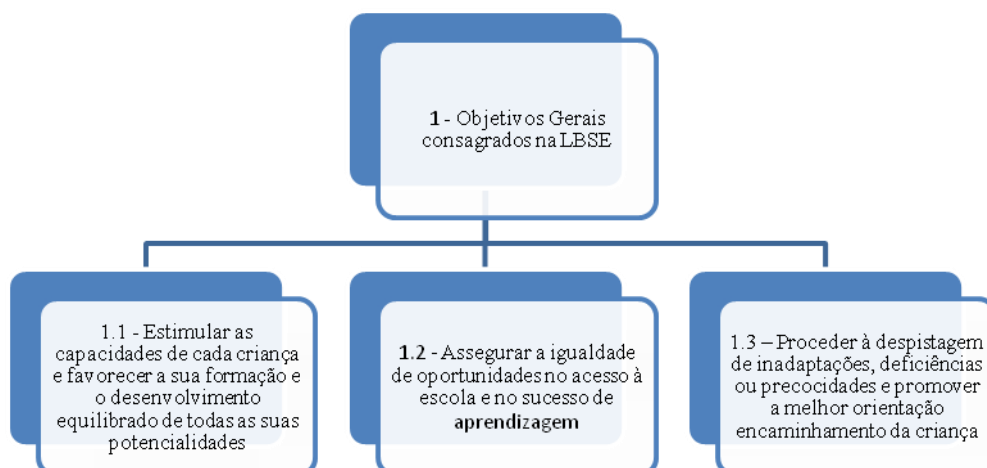 1 - Objetivos Gerais
consagrados na LBSE
1.1 - Estimular as
capacidades de cada criança
e favorecer a sua formação e
o desenvolvimento
equilibrado de todas as suas
potencialidades
1.2 - Assegurar a igualdade
de oportunidades no acesso à
escola e no sucesso de
aprendizagem
1.3 – Proceder à despistagem
de inadaptações, deficiências
ou precocidades e promover
a melhor orientação
encaminhamento da criança